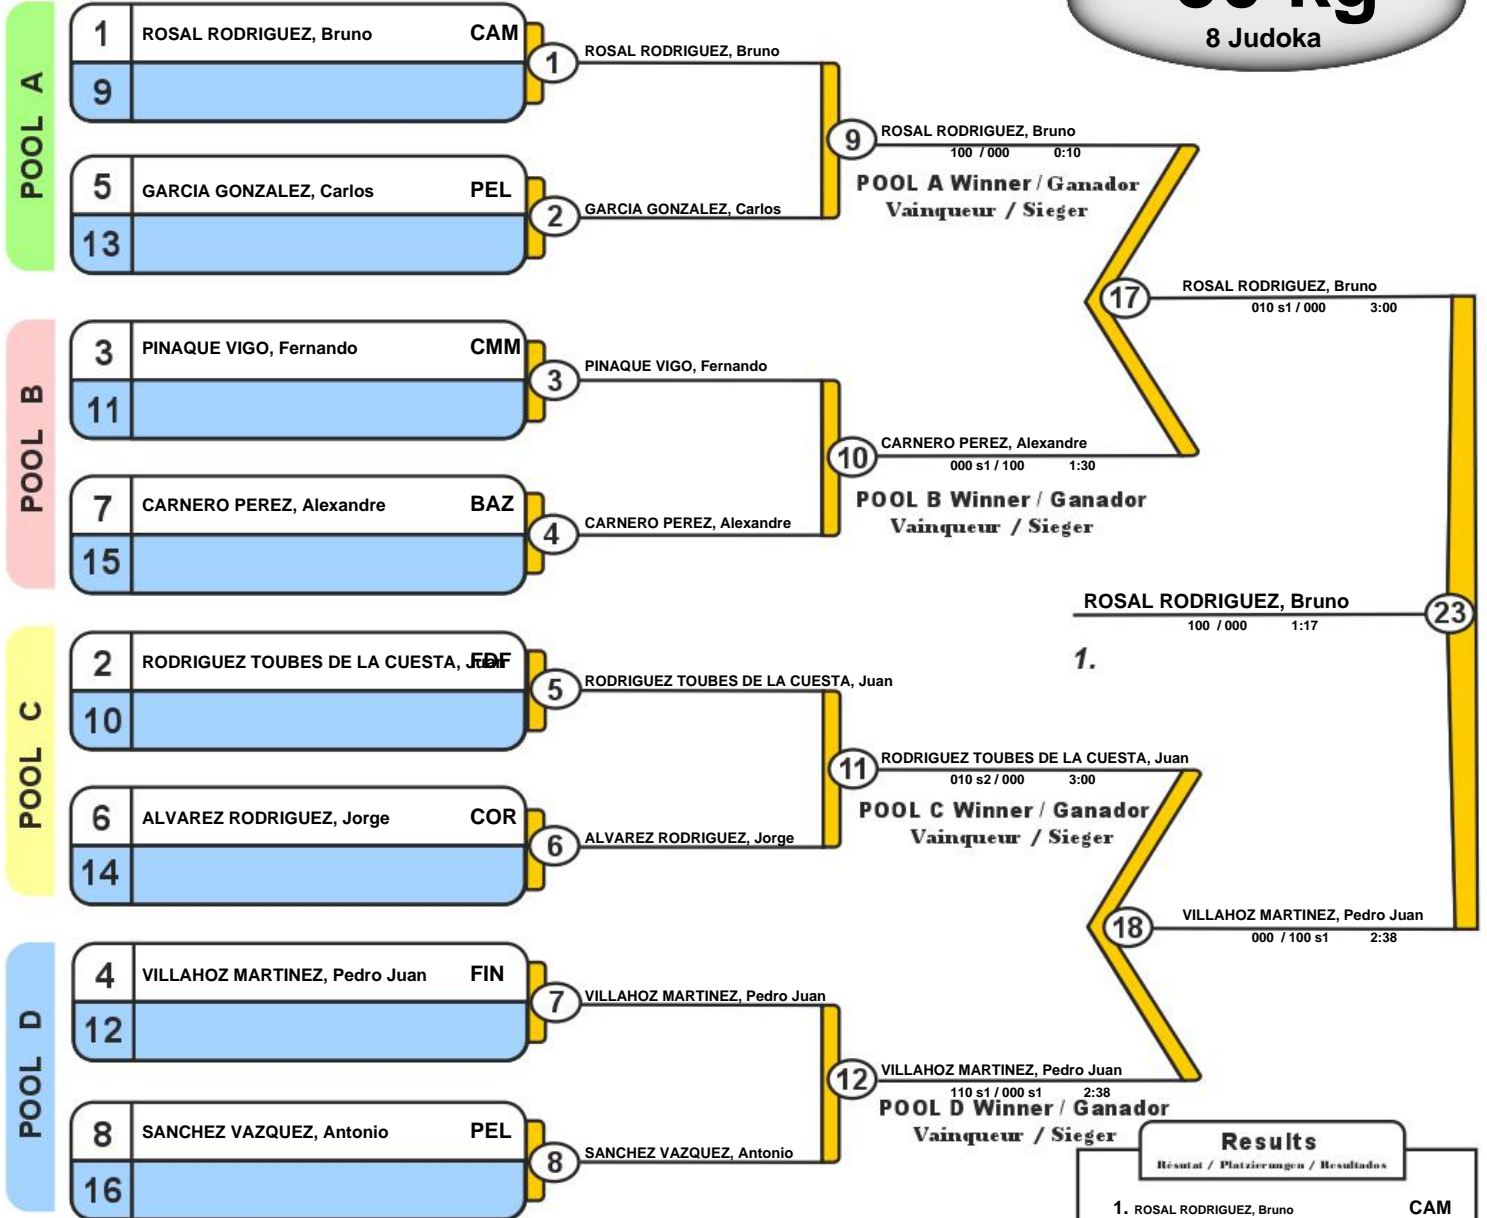 8 Judoka
POOL A
1 ROSAL RODRIGUEZ, Bruno CAM
9
1 ROSAL RODRIGUEZ, Bruno
5 GARCIA GONZALEZ, Carlos PEL
13
2 GARCIA GONZALEZ, Carlos
9 ROSAL RODRIGUEZ, Bruno
100 / 000 0:10
POOL A Winner / Ganador
Vainqueur / Sieger
17 ROSAL RODRIGUEZ, Bruno
010 s1 / 000 3:00
POOL B
3 PINAQUE VIGO, Fernando CMM
11
3 PINAQUE VIGO, Fernando
7 CARNERO PEREZ, Alexandre BAZ
15
4 CARNERO PEREZ, Alexandre
10 CARNERO PEREZ, Alexandre
000 s1 / 100 1:30
POOL B Winner / Ganador
Vainqueur / Sieger
ROSAL RODRIGUEZ, Bruno 23
100 / 000 1:17
1.
POOL C
2 RODRIGUEZ TOUBES DE LA CUESTA, Juan FDF
10
5 RODRIGUEZ TOUBES DE LA CUESTA, Juan
6 ALVAREZ RODRIGUEZ, Jorge COR
14
6 ALVAREZ RODRIGUEZ, Jorge
11 RODRIGUEZ TOUBES DE LA CUESTA, Juan
010 s2 / 000 3:00
POOL C Winner / Ganador
Vainqueur / Sieger
18 VILLAHOZ MARTINEZ, Pedro Juan
000 / 100 s1 2:38
POOL D
4 VILLAHOZ MARTINEZ, Pedro Juan FIN
12
7 VILLAHOZ MARTINEZ, Pedro Juan
8 SANCHEZ VAZQUEZ, Antonio PEL
16
8 SANCHEZ VAZQUEZ, Antonio
12 VILLAHOZ MARTINEZ, Pedro Juan
110 s1 / 000 s1 2:38
POOL D Winner / Ganador
Vainqueur / Sieger
Results
Résutat / Platzierungen / Resultados
1. ROSAL RODRIGUEZ, Bruno CAM